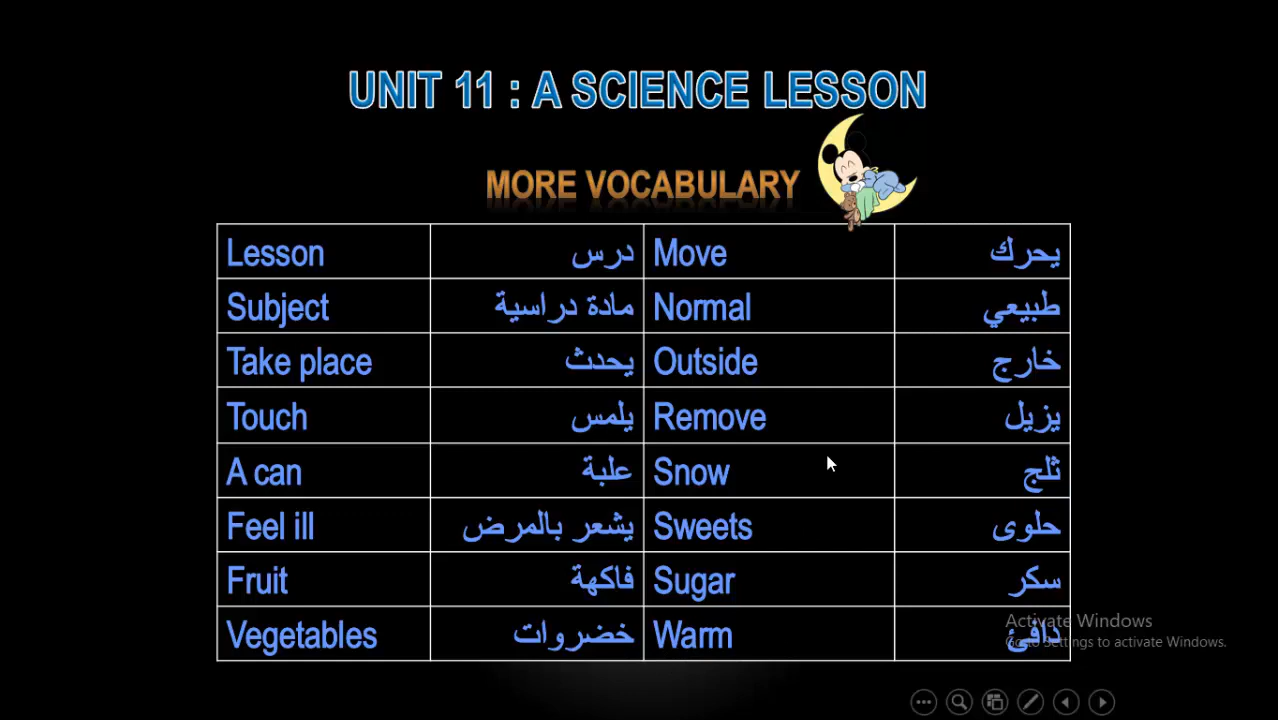 UNIT 11 : A SCIENCE LESSON
MORE VOCABULARY
Lesson درس Move يحرك
Subject مادة دراسية Normal طبيعي
Take place يحدث Outside خارج
Touch يلمس Remove يزيل
A can علبة Snow ثلج
Feel ill يشعر بالمرض Sweets حلوى
Fruit فاكهة Sugar سكر
Vegetables خضروات Warm دافئ
Activate Windows
Go to Settings to activate Windows.